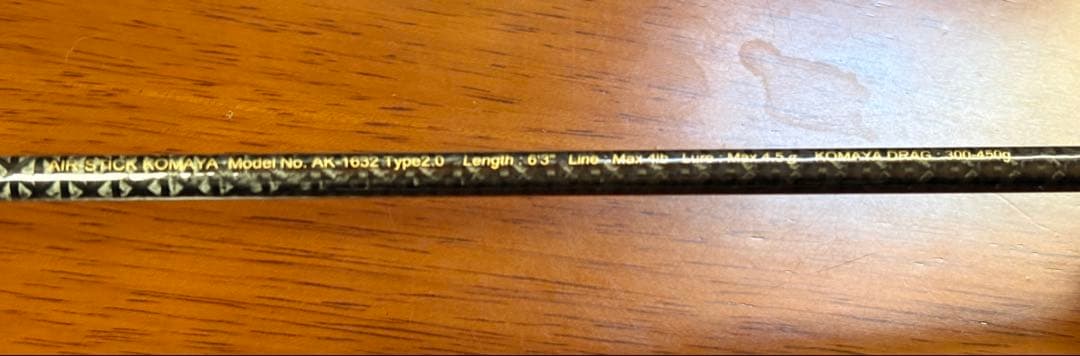 AIR STICK KOMAYA Model No. AK-1632 Type2.0 Length : 6'3" Line : Max 4lb Lure : Max 4.5 g KOMAYA DRAG : 300-450g